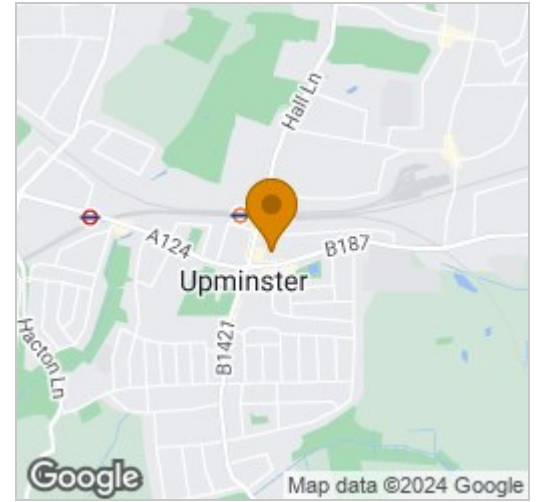 Hall Ln
A124
B187
Upminster
B1421
Hacton Ln
Google
Map data ©2024 Google